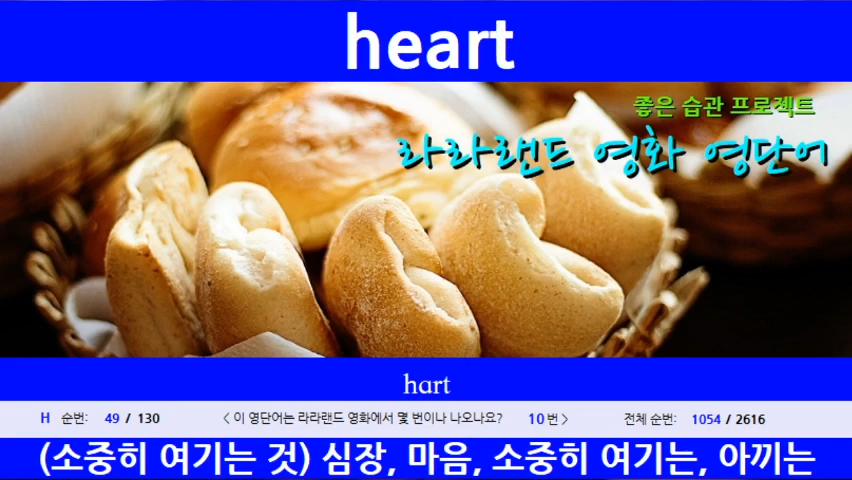 heart
좋은 습관 프로젝트
라라랜드 영화 영단어
hart
H 순번: 49 / 130 < 이 영단어는 라라랜드 영화에서 몇 번이나 나오나요? 10 번 > 전체 순번: 1054 / 2616
(소중히 여기는 것) 심장, 마음, 소중히 여기는, 아끼는